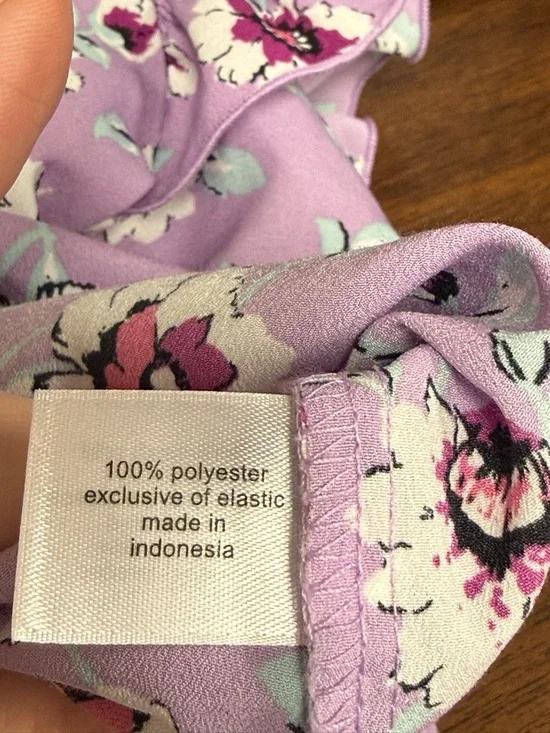 100% polyester
exclusive of elastic
made in
indonesia